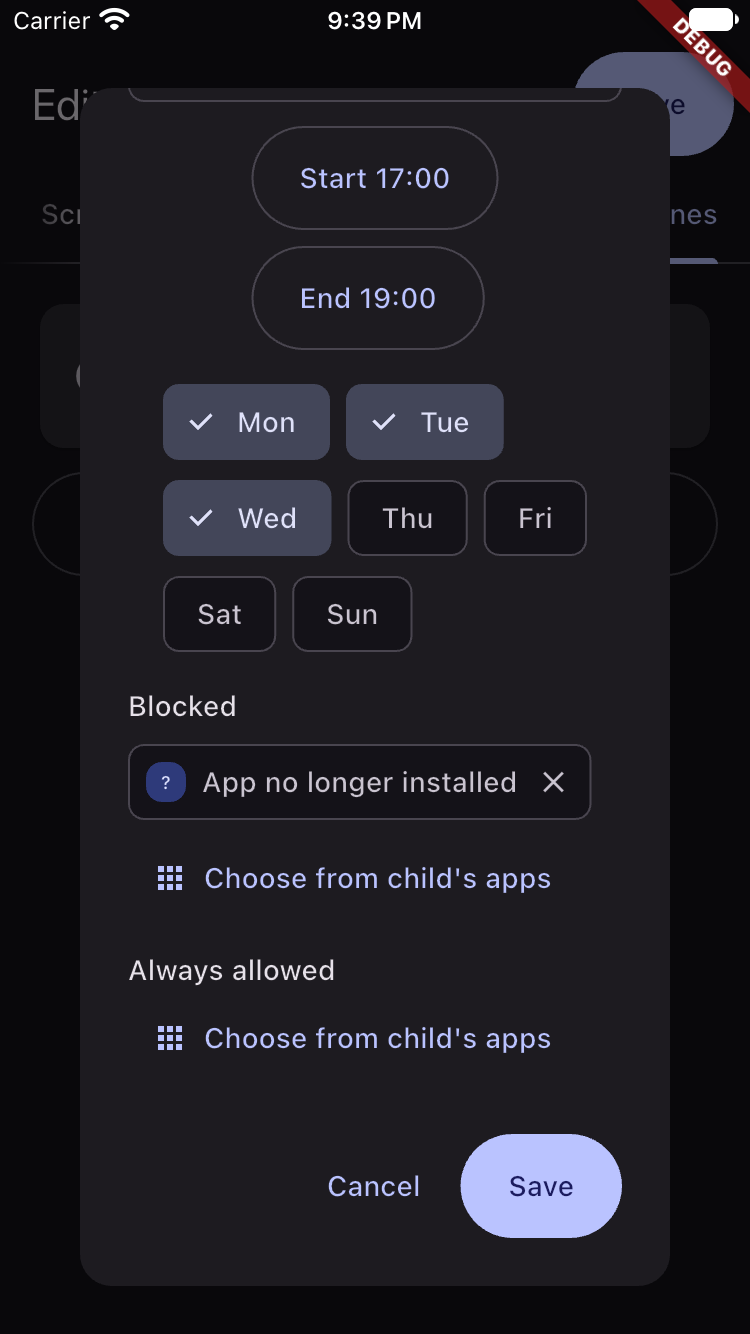 Carrier 9:39 PM
DEBUG
Start 17:00
End 19:00
Mon Tue
Wed Thu Fri
Sat Sun
Blocked
? App no longer installed
Choose from child's apps
Always allowed
Choose from child's apps
Cancel Save